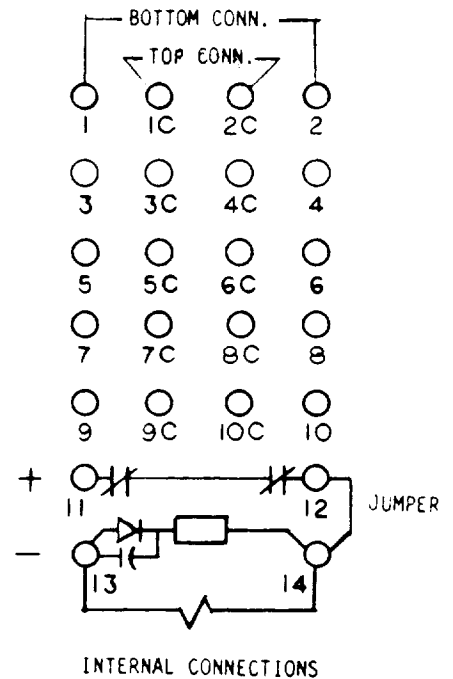 BOTTOM CONN.
TOP CONN.
1 1C 2C 2
3 3C 4C 4
5 5C 6C 6
7 7C 8C 8
9 9C 10C 10
+ 11 12 JUMPER
− 13 14
INTERNAL CONNECTIONS